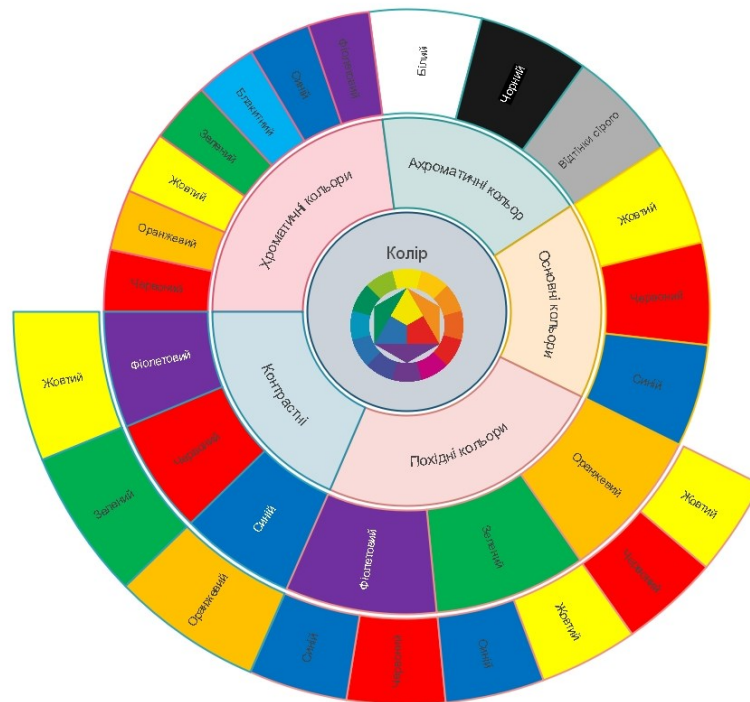 Колір
Ахроматичні кольор
Білий
Чорний
Відтінки сірого
Основні кольори
Жовтий
Червоний
Синій
Похідні кольори
Оранжевий
Жовтий
Червоний
Зелений
Жовтий
Синій
Фіолетовий
Червоний
Синій
Контрастні
Синій
Оранжевий
Червоний
Зелений
Фіолетовий
Жовтий
Хроматичні кольори
Червоний
Оранжевий
Жовтий
Зелений
Блакитний
Синій
Фіолетовий